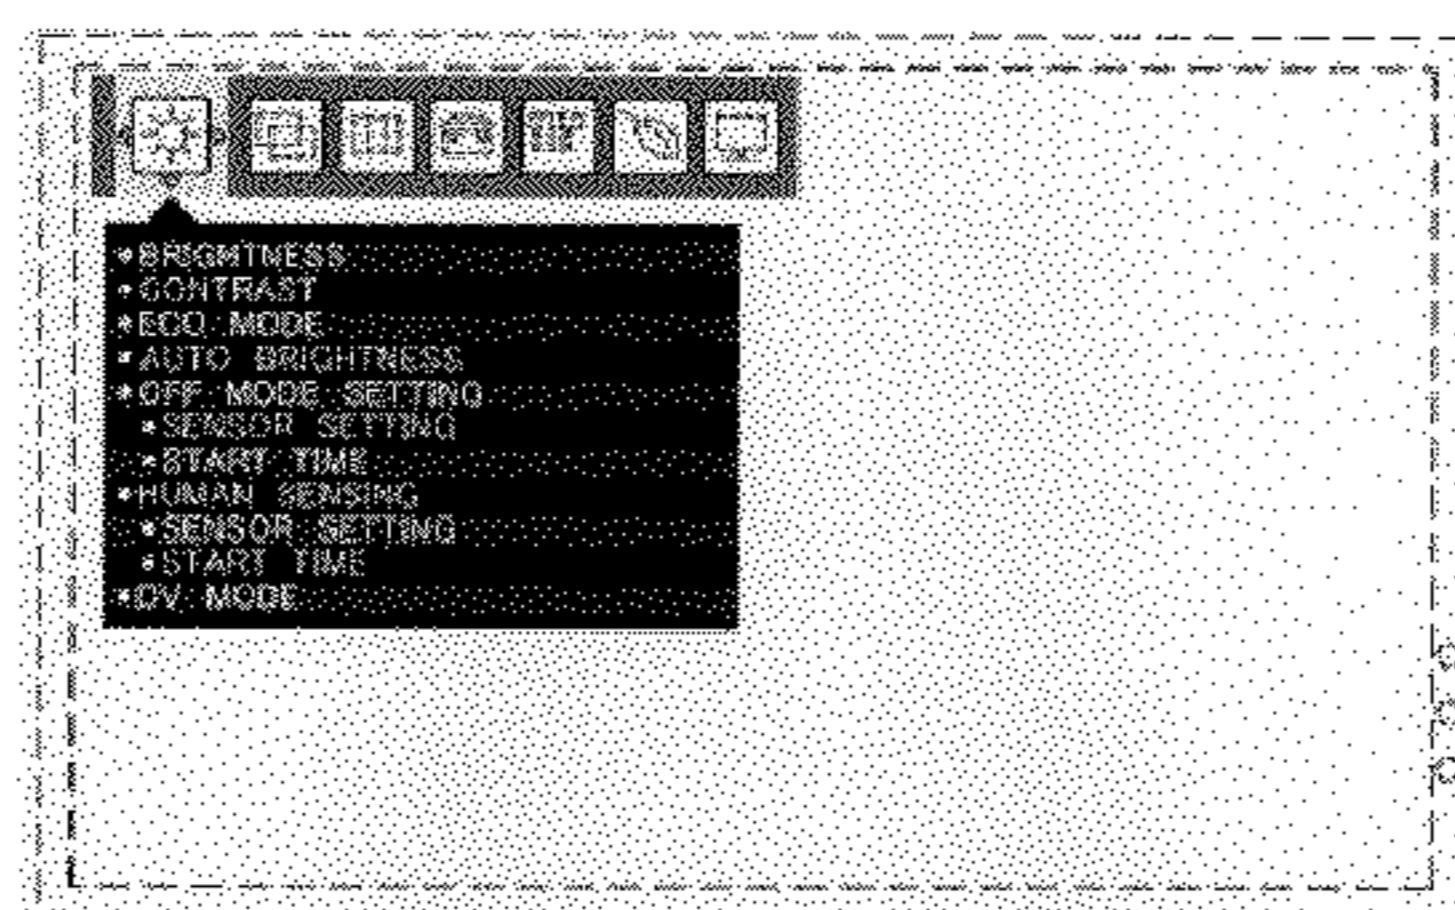 BRIGHTNESS
CONTRAST
ECO MODE
AUTO BRIGHTNESS
OFF MODE SETTING
SENSOR SETTING
START TIME
HUMAN SENSING
SENSOR SETTING
START TIME
DV MODE